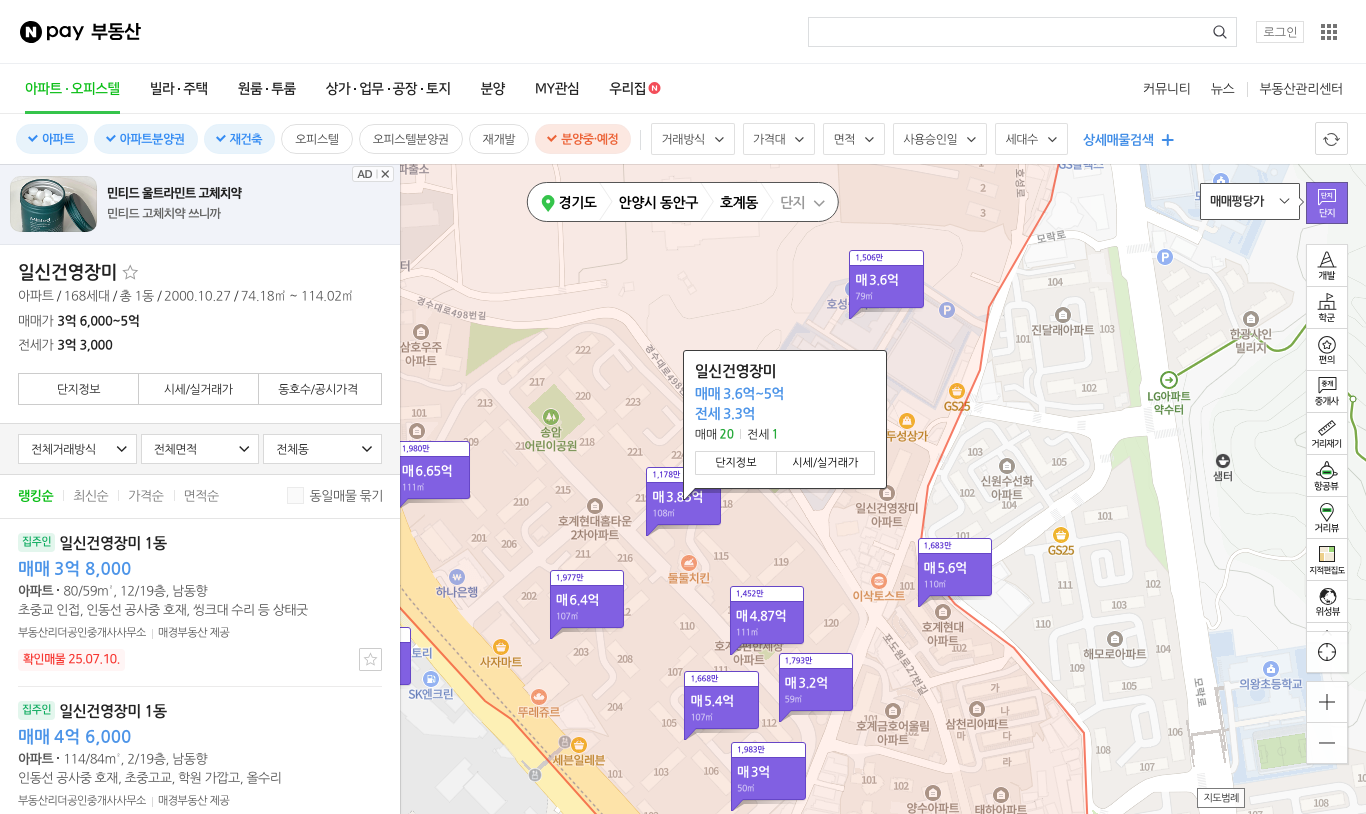 N pay 부동산
로그인
아파트·오피스텔 빌라·주택 원룸·투룸 상가·업무·공장·토지 분양 MY관심 우리집 N
커뮤니티 뉴스 부동산관리센터
아파트 아파트분양권 재건축 오피스텔 오피스텔분양권 재개발 분양중·예정 거래방식 가격대 면적 사용승인일 세대수 상세매물검색
AD
민티드 울트라민트 고체치약
민티드 고체치약 쓰니까
일신건영장미
아파트 / 168세대 / 총 1동 / 2000.10.27 / 74.18㎡ ~ 114.02㎡
매매가 3억 6,000~5억
전세가 3억 3,000
단지정보 시세/실거래가 동호수/공시가격
전체거래방식 전체면적 전체동
랭킹순 최신순 가격순 면적순 동일매물 묶기
집주인 일신건영장미 1동
매매 3억 8,000
아파트 · 80/59㎡, 12/19층, 남동향
초중교 인접, 인동선 공사중 호재, 씽크대 수리 등 상태굿
부동산리더공인중개사사무소 매경부동산 제공
확인매물 25.07.10.
집주인 일신건영장미 1동
매매 4억 6,000
아파트 · 114/84㎡, 2/19층, 남동향
인동선 공사중 호재, 초중고교, 학원 가깝고, 올수리
부동산리더공인중개사사무소 매경부동산 제공
경기도 안양시 동안구 호계동 단지
매매평당가
단지
단지
개발
학군
편의
중개
중개사
거리재기
항공뷰
거리뷰
지적편집도
위성뷰
지도범례
1,506만
매 3.6억
79㎡
일신건영장미
매매 3.6억~5억
전세 3.3억
매매 20 전세 1
단지정보 시세/실거래가
1,980만
매 6.65억
111㎡
1,178만
매 3.85억
108㎡
1,683만
매 5.6억
110㎡
1,977만
매 6.4억
107㎡
1,452만
매 4.87억
111㎡
1,793만
매 3.2억
59㎡
1,668만
매 5.4억
107㎡
1,983만
매 3억
50㎡
호성로
모락로
경수대로498번길
경수대로498번길
삼호우주
아파트
송암
어린이공원
진달래아파트
한광샤인
빌리지
LG아파트
약수터
샘터
GS25
두성상가
신원수선화
아파트
일신건영장미
아파트
호계현대홈타운
2차아파트
GS25
하나은행
둘둘치킨
이삭토스트
호계현대
아파트
사자마트
해모로아파트
포도원로27번길
모락로
의왕초등학교
SK엔크린
뚜레쥬르
호계금호어울림
아파트
삼천리아파트
세븐일레븐
양수아파트
태하아파트